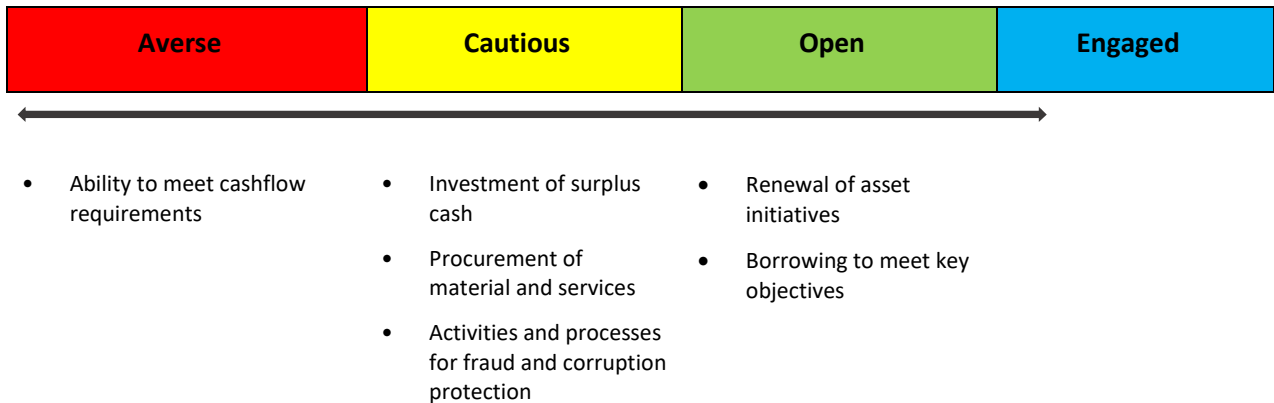 Averse Cautious Open Engaged
• Ability to meet cashflow
requirements
• Investment of surplus
cash
• Procurement of
material and services
• Activities and processes
for fraud and corruption
protection
• Renewal of asset
initiatives
• Borrowing to meet key
objectives